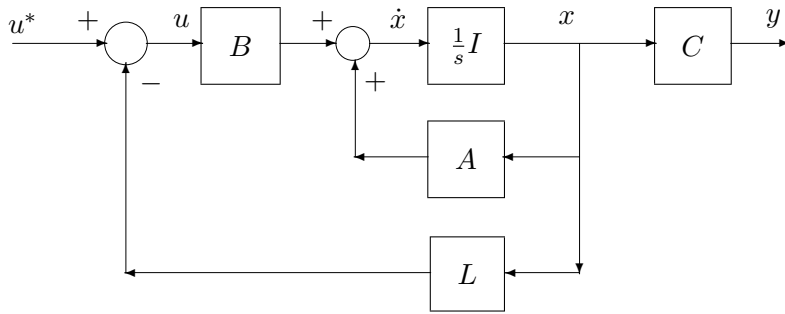 u* + u B + ẋ 1/s I x C y
− +
A
L